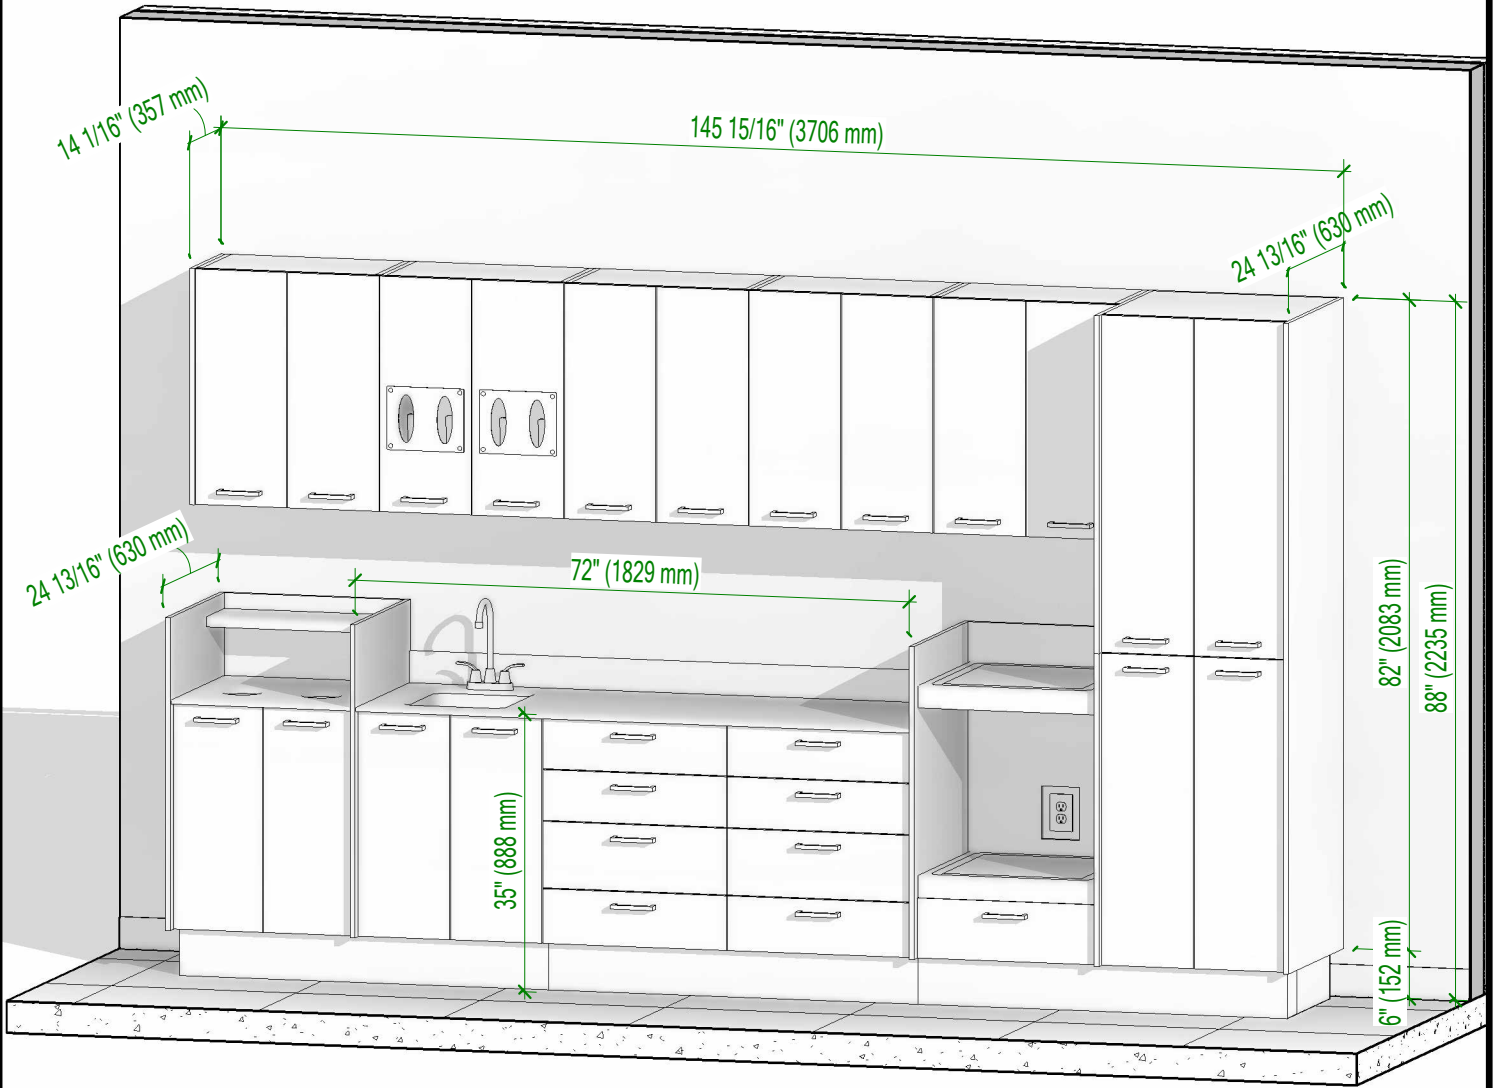 14 1/16" (357 mm)
145 15/16" (3706 mm)
24 13/16" (630 mm)
24 13/16" (630 mm)
72" (1829 mm)
82" (2083 mm)
88" (2235 mm)
35" (888 mm)
6" (152 mm)